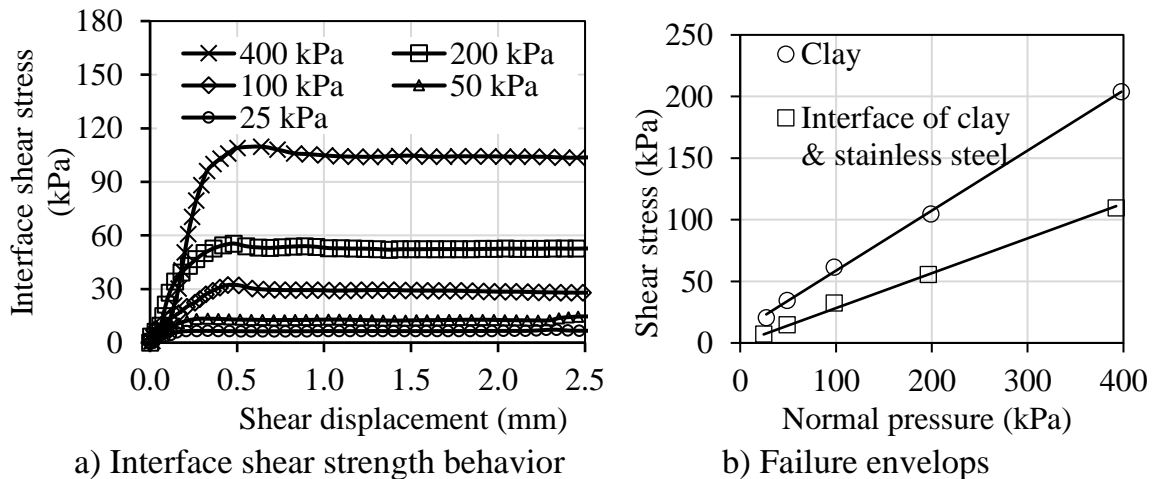 180
150
120
90
60
30
0
Interface shear stress
(kPa)
400 kPa
200 kPa
100 kPa
50 kPa
25 kPa
0.0 0.5 1.0 1.5 2.0 2.5
Shear displacement (mm)
a) Interface shear strength behavior
250
200
150
100
50
0
Shear stress (kPa)
Clay
Interface of clay
& stainless steel
0 100 200 300 400
Normal pressure (kPa)
b) Failure envelops